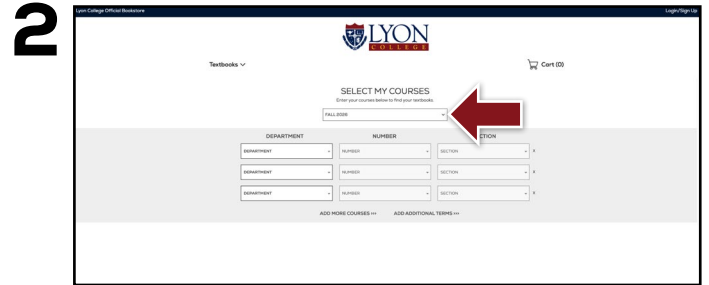 2
Lyon College Official Bookstore
Login/Sign Up
LYON
COLLEGE
Textbooks
Cart (0)
SELECT MY COURSES
Enter your courses below to find your textbooks
FALL 2026
DEPARTMENT NUMBER CTION
DEPARTMENT NUMBER SECTION X
DEPARTMENT NUMBER SECTION X
DEPARTMENT NUMBER SECTION X
ADD MORE COURSES >>> ADD ADDITIONAL TERMS >>>